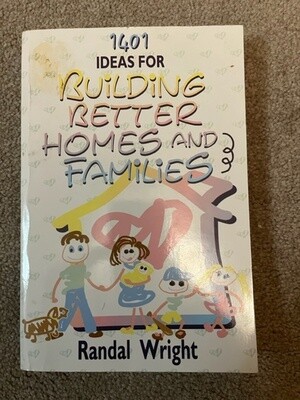 1401
IDEAS FOR
BUILDING
BETTER
HOMES AND
FAMILIES
Randal Wright